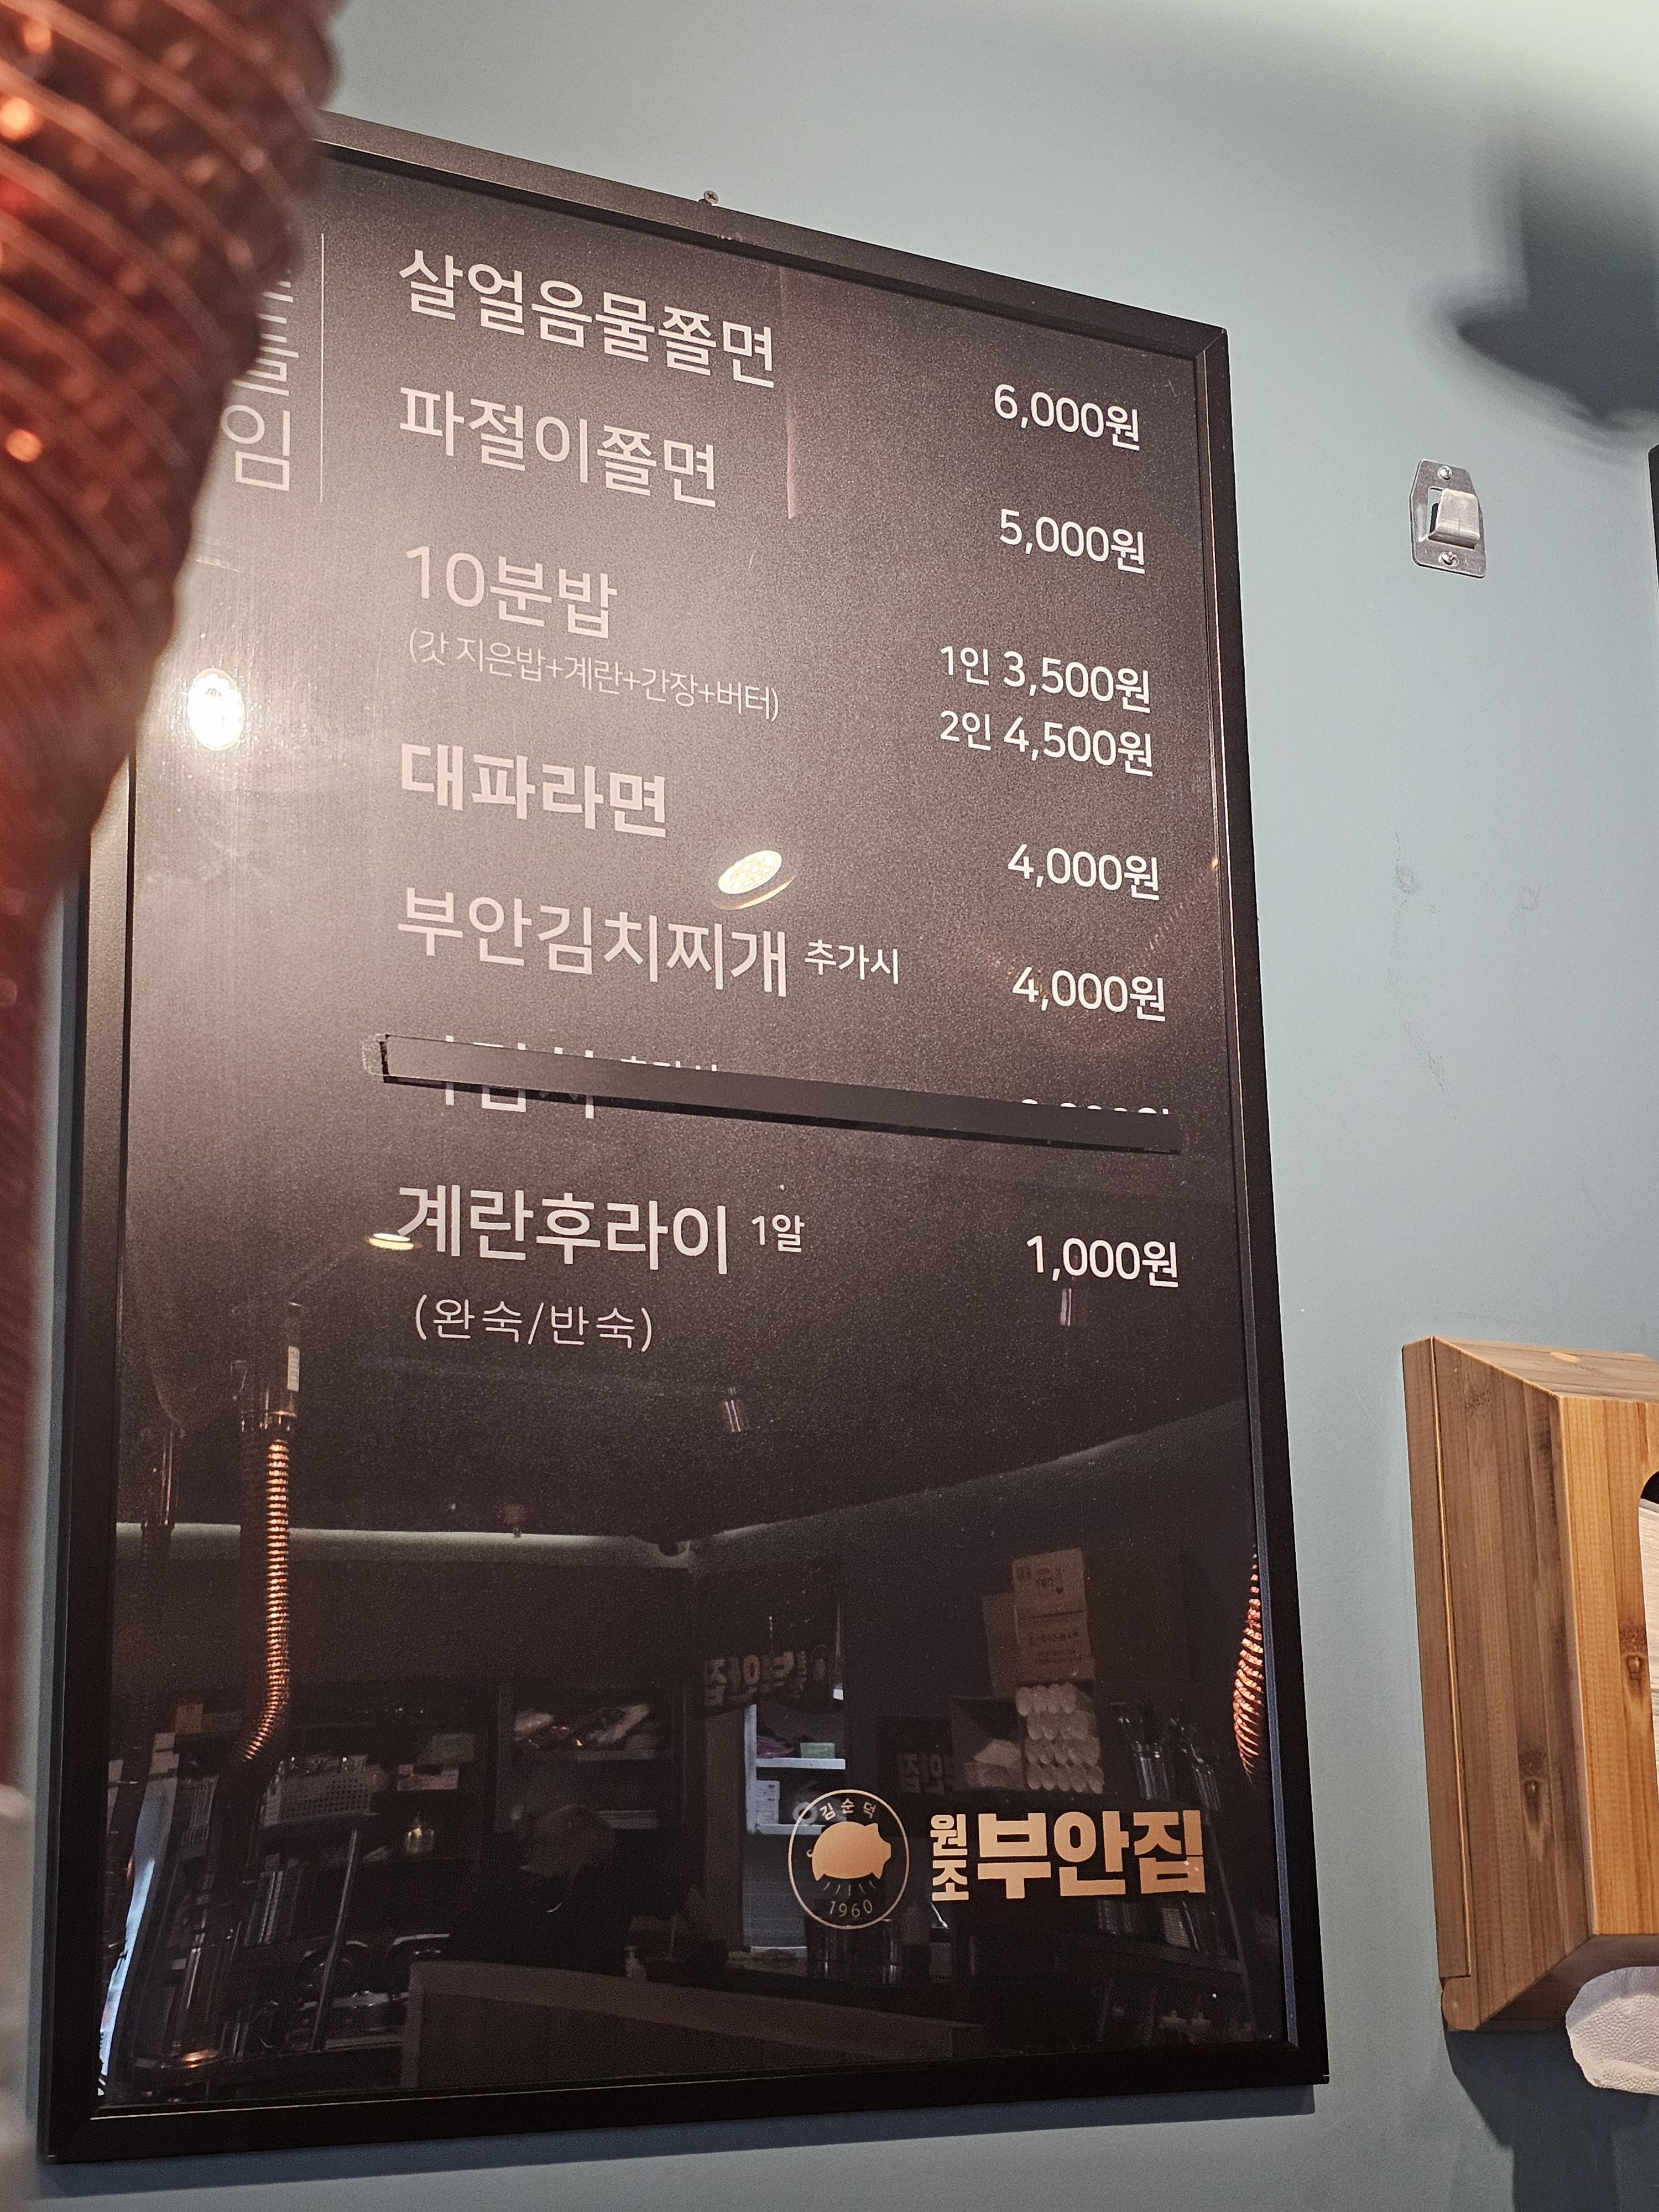 살얼음물쫄면 6,000원
파절이쫄면 5,000원
10분밥 1인 3,500원
(갓 지은밥+계란+간장+버터) 2인 4,500원
대파라면 4,000원
부안김치찌개 추가시 4,000원
계란후라이 1알 1,000원
(완숙/반숙)
임
김순덕
1960
원조 부안집